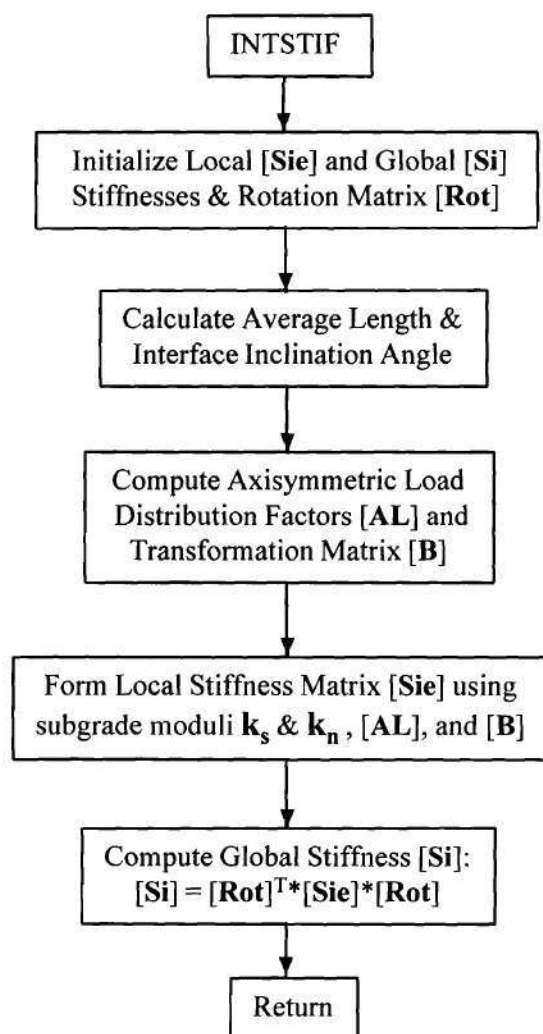 INTSTIF
Initialize Local [Sie] and Global [Si]
Stiffnesses & Rotation Matrix [Rot]
Calculate Average Length &
Interface Inclination Angle
Compute Axisymmetric Load
Distribution Factors [AL] and
Transformation Matrix [B]
Form Local Stiffness Matrix [Sie] using
subgrade moduli kₛ & kₙ , [AL], and [B]
Compute Global Stiffness [Si]:
[Si] = [Rot]ᵀ*[Sie]*[Rot]
Return